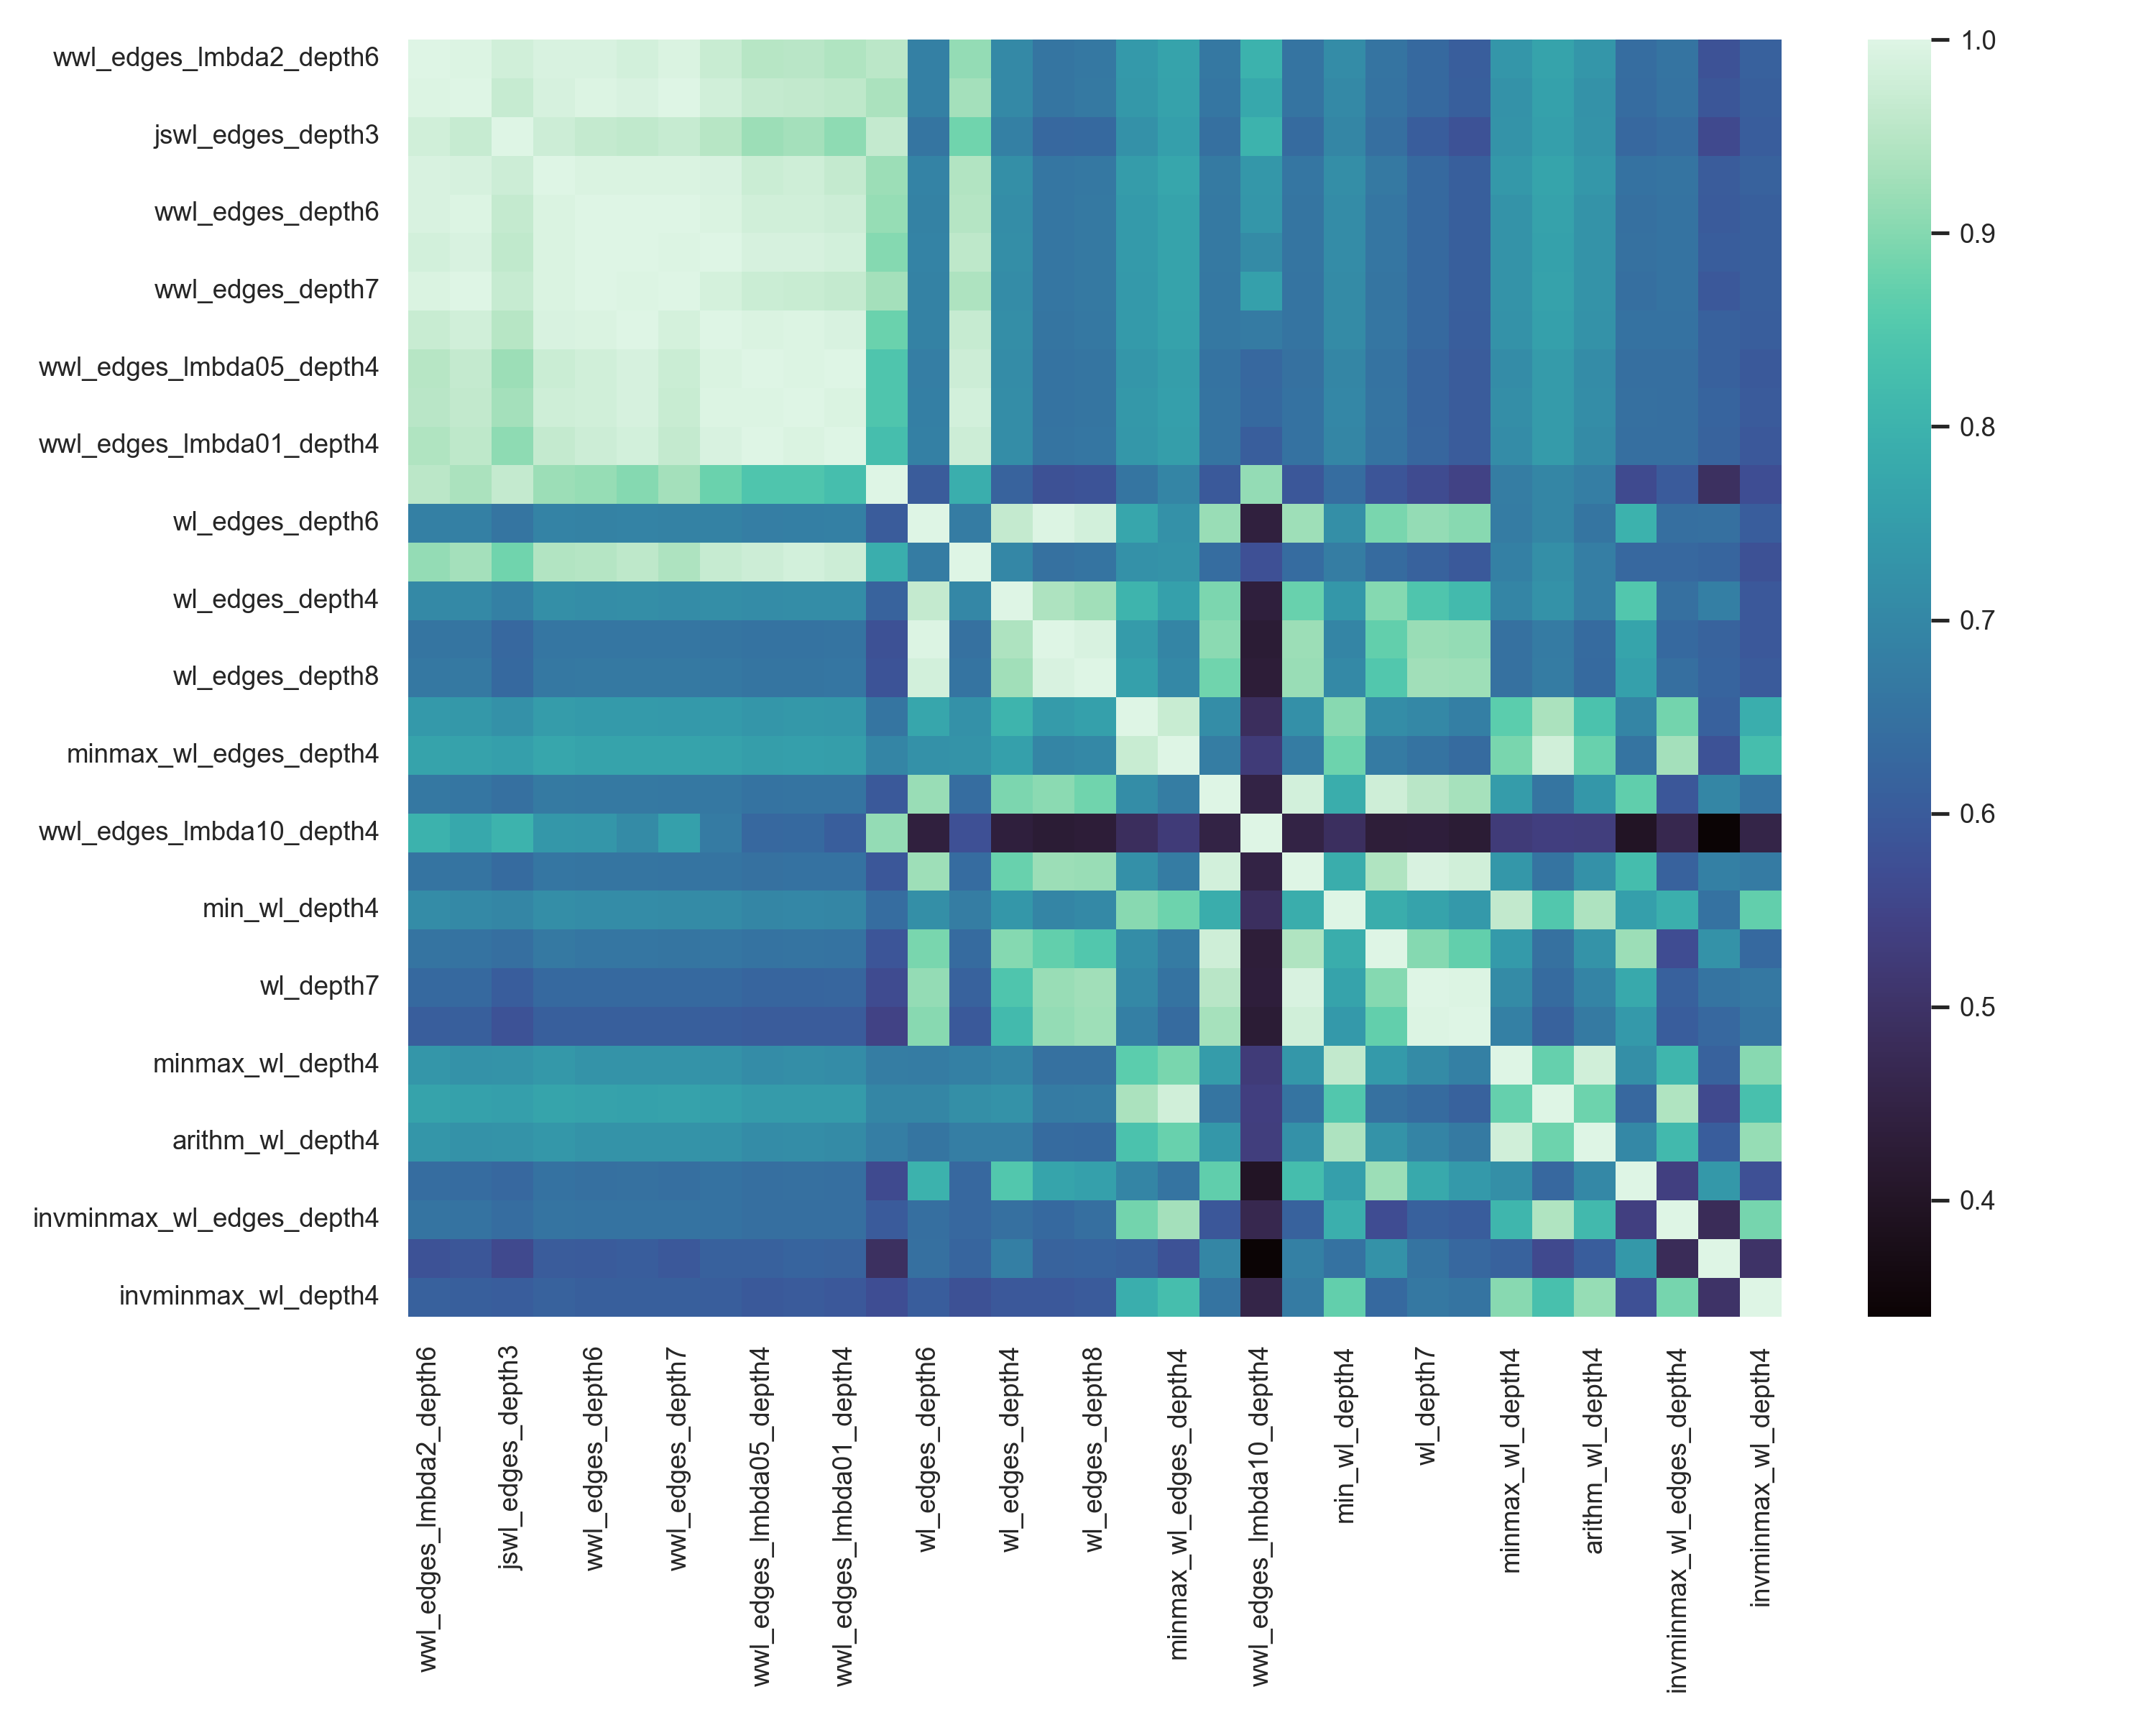 wwl_edges_lmbda2_depth6
jswl_edges_depth3
wwl_edges_depth6
wwl_edges_depth7
wwl_edges_lmbda05_depth4
wwl_edges_lmbda01_depth4
wl_edges_depth6
wl_edges_depth4
wl_edges_depth8
minmax_wl_edges_depth4
wwl_edges_lmbda10_depth4
min_wl_depth4
wl_depth7
minmax_wl_depth4
arithm_wl_depth4
invminmax_wl_edges_depth4
invminmax_wl_depth4
wwl_edges_lmbda2_depth6
jswl_edges_depth3
wwl_edges_depth6
wwl_edges_depth7
wwl_edges_lmbda05_depth4
wwl_edges_lmbda01_depth4
wl_edges_depth6
wl_edges_depth4
wl_edges_depth8
minmax_wl_edges_depth4
wwl_edges_lmbda10_depth4
min_wl_depth4
wl_depth7
minmax_wl_depth4
arithm_wl_depth4
invminmax_wl_edges_depth4
invminmax_wl_depth4
1.0
0.9
0.8
0.7
0.6
0.5
0.4